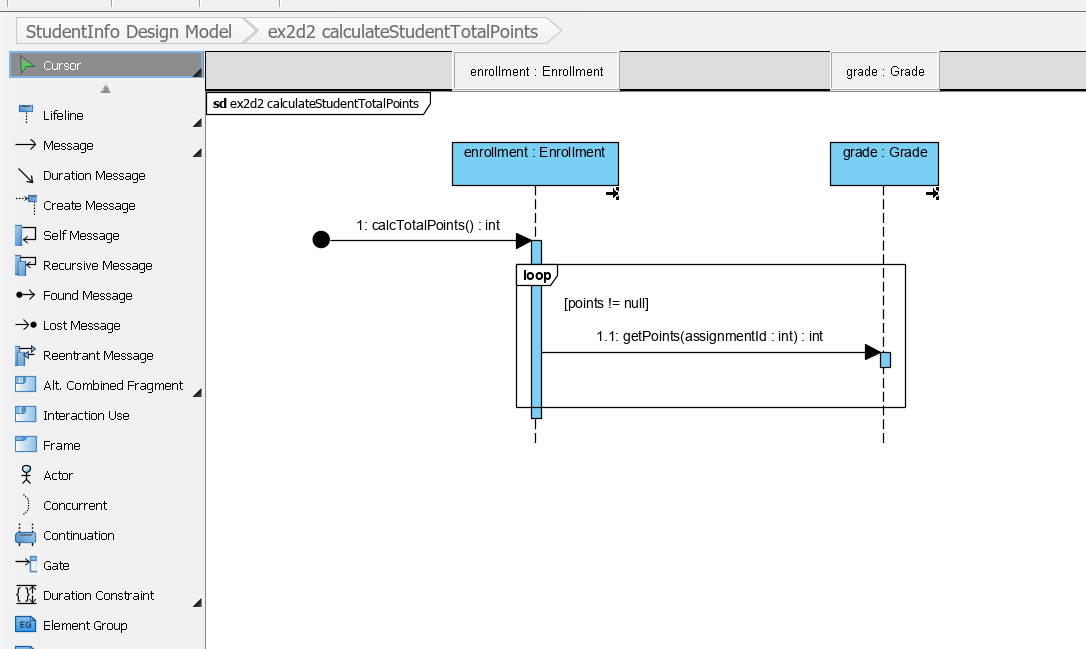 StudentInfo Design Model
ex2d2 calculateStudentTotalPoints
Cursor
Lifeline
Message
Duration Message
Create Message
Self Message
Recursive Message
Found Message
Lost Message
Reentrant Message
Alt. Combined Fragment
Interaction Use
Frame
Actor
Concurrent
Continuation
Gate
Duration Constraint
EG
Element Group
enrollment : Enrollment
grade : Grade
sd ex2d2 calculateStudentTotalPoints
enrollment : Enrollment
grade : Grade
1: calcTotalPoints() : int
loop
[points != null]
1.1: getPoints(assignmentId : int) : int